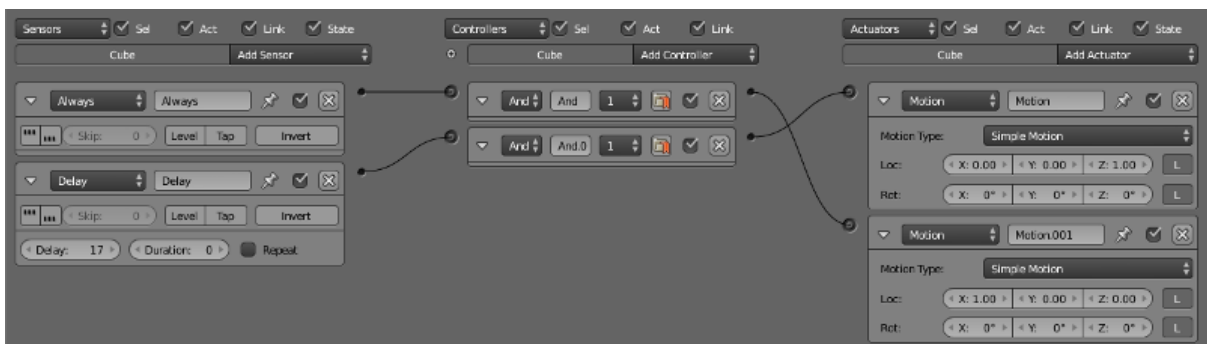 Sensors Sel Act Link State Controllers Sel Act Link Actuators Sel Act Link State
Cube Add Sensor Cube Add Controller Cube Add Actuator
Always Always And And 1 Motion Motion
Skip: 0 Level Tap Invert And And.0 1 Motion Type: Simple Motion
Loc: X: 0.00 Y: 0.00 Z: 1.00 L
Delay Delay Rot: X: 0° Y: 0° Z: 0° L
Skip: 0 Level Tap Invert Motion Motion.001
Delay: 17 Duration: 0 Repeat Motion Type: Simple Motion
Loc: X: 1.00 Y: 0.00 Z: 0.00 L
Rot: X: 0° Y: 0° Z: 0° L